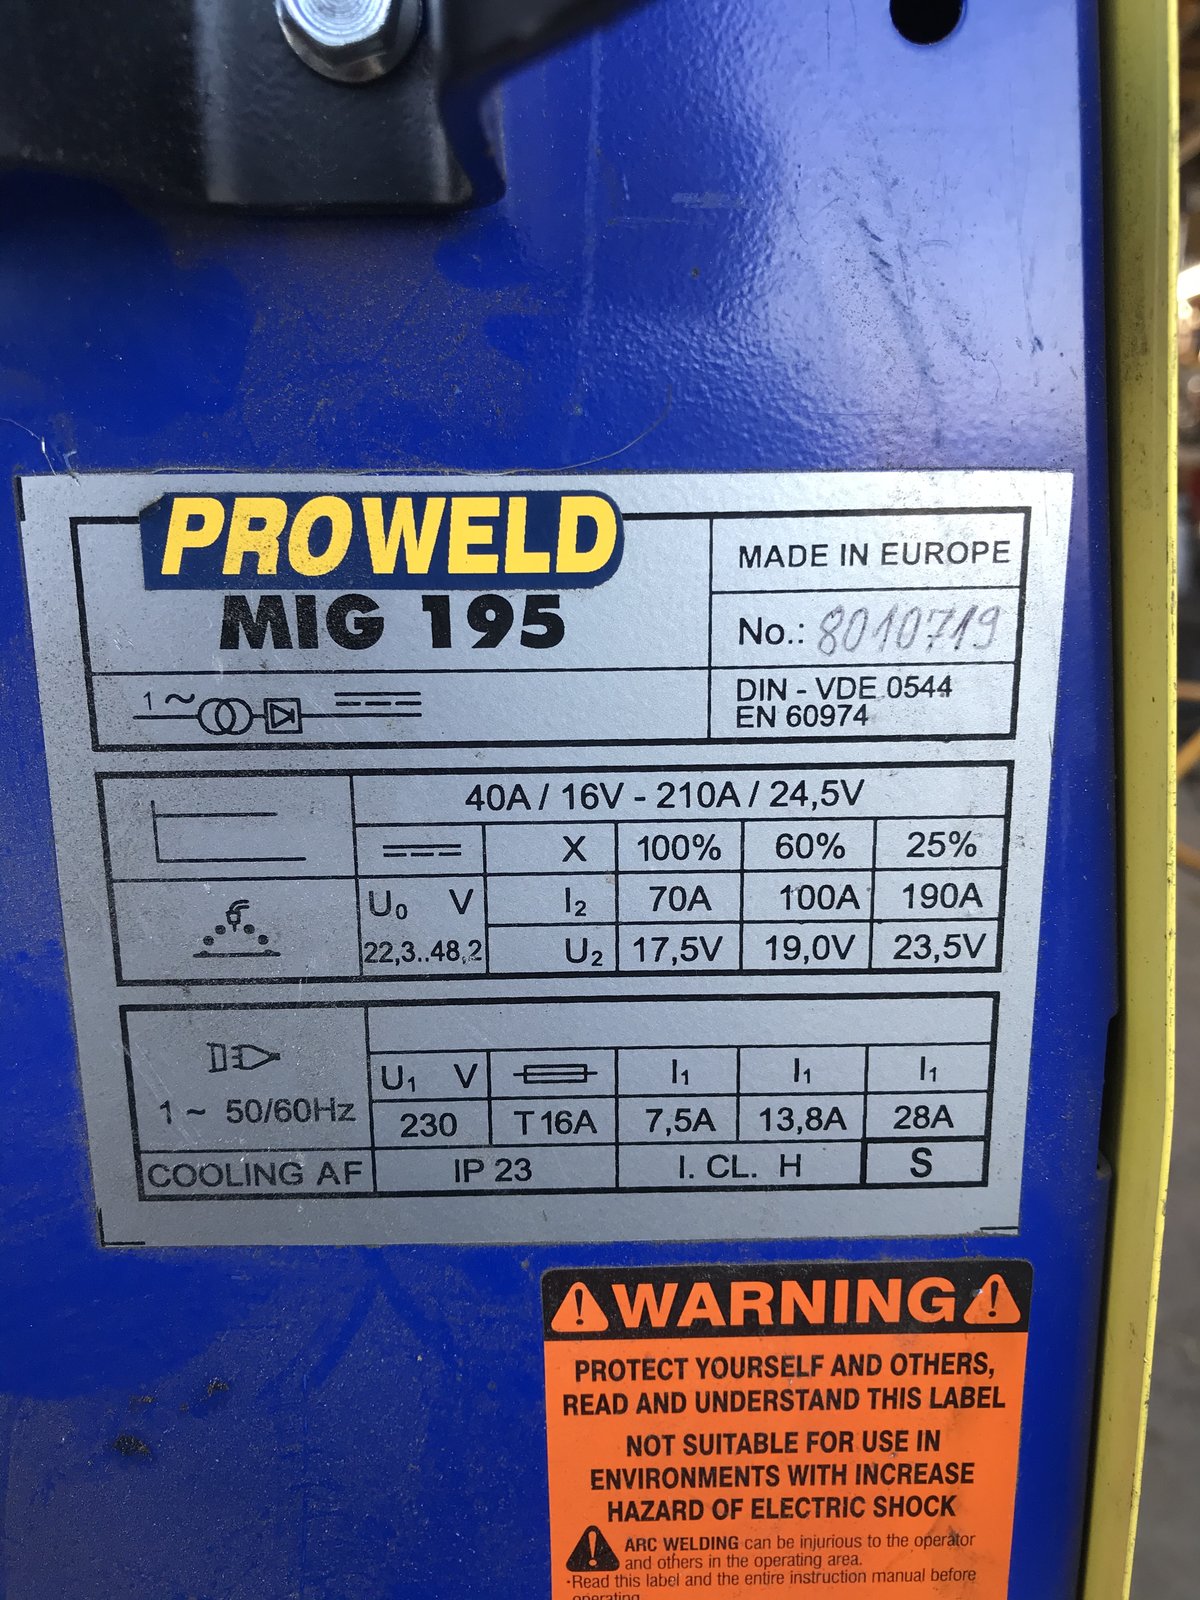 PROWELD
MIG 195
MADE IN EUROPE
No.: 8010719
1 ~
DIN - VDE 0544
EN 60974
40A / 16V - 210A / 24,5V
X 100% 60% 25%
U₀ V I₂ 70A 100A 190A
22,3..48,2 U₂ 17,5V 19,0V 23,5V
U₁ V I₁ I₁ I₁
1 ~ 50/60Hz 230 T 16A 7,5A 13,8A 28A
COOLING AF IP 23 I. CL. H S
WARNING
PROTECT YOURSELF AND OTHERS,
READ AND UNDERSTAND THIS LABEL
NOT SUITABLE FOR USE IN
ENVIRONMENTS WITH INCREASE
HAZARD OF ELECTRIC SHOCK
ARC WELDING can be injurious to the operator
and others in the operating area.
·Read this label and the entire instruction manual before
operating